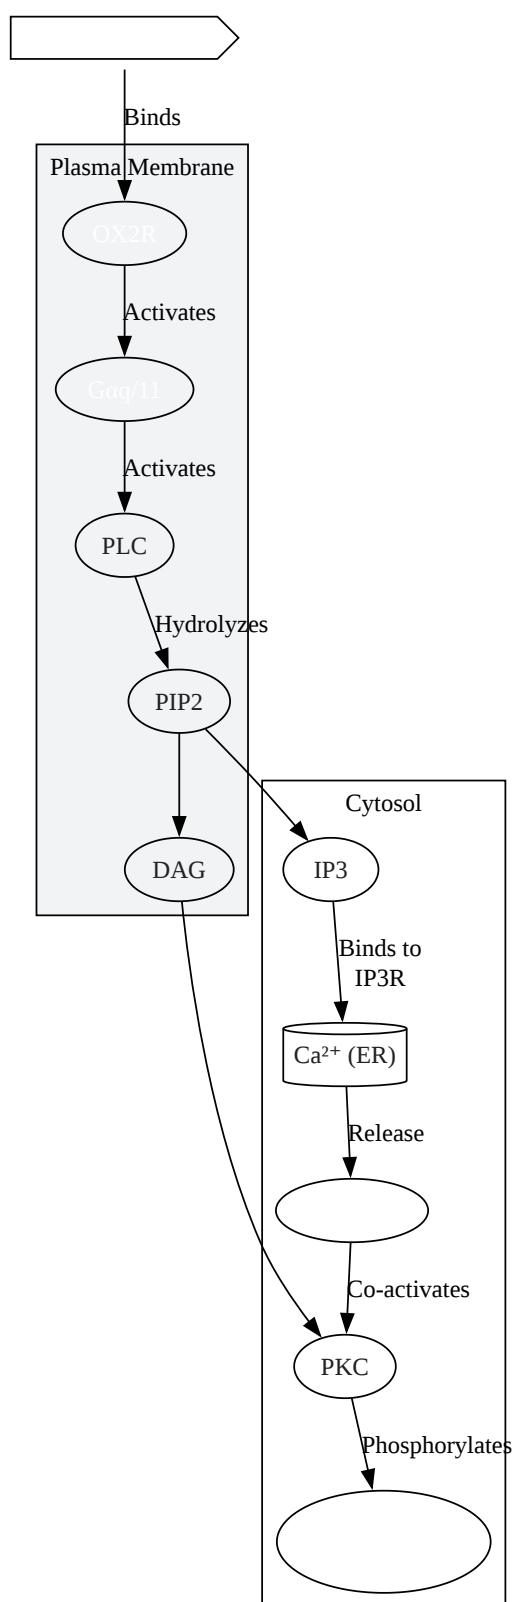 Binds
Plasma Membrane
OX2R
Activates
Gαq/11
Activates
PLC
Hydrolyzes
PIP2
Cytosol
DAG
IP3
Binds to
IP3R
Ca²⁺ (ER)
Release
Co-activates
PKC
Phosphorylates